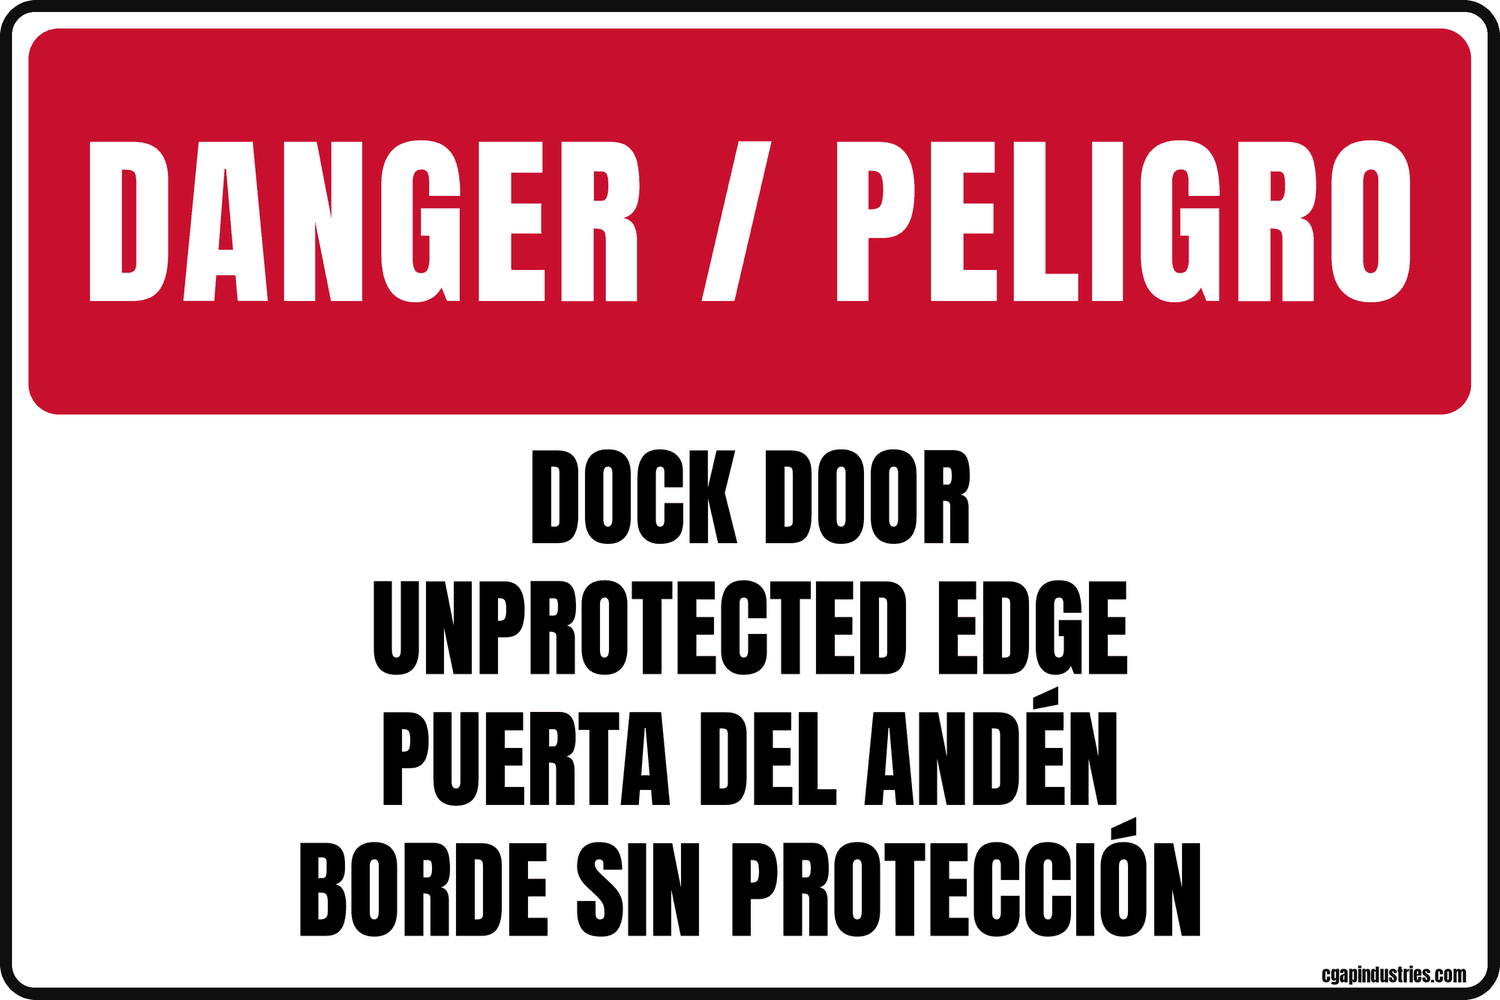 DANGER / PELIGRO
DOCK DOOR
UNPROTECTED EDGE
PUERTA DEL ANDÉN
BORDE SIN PROTECCIÓN
cgapindustries.com